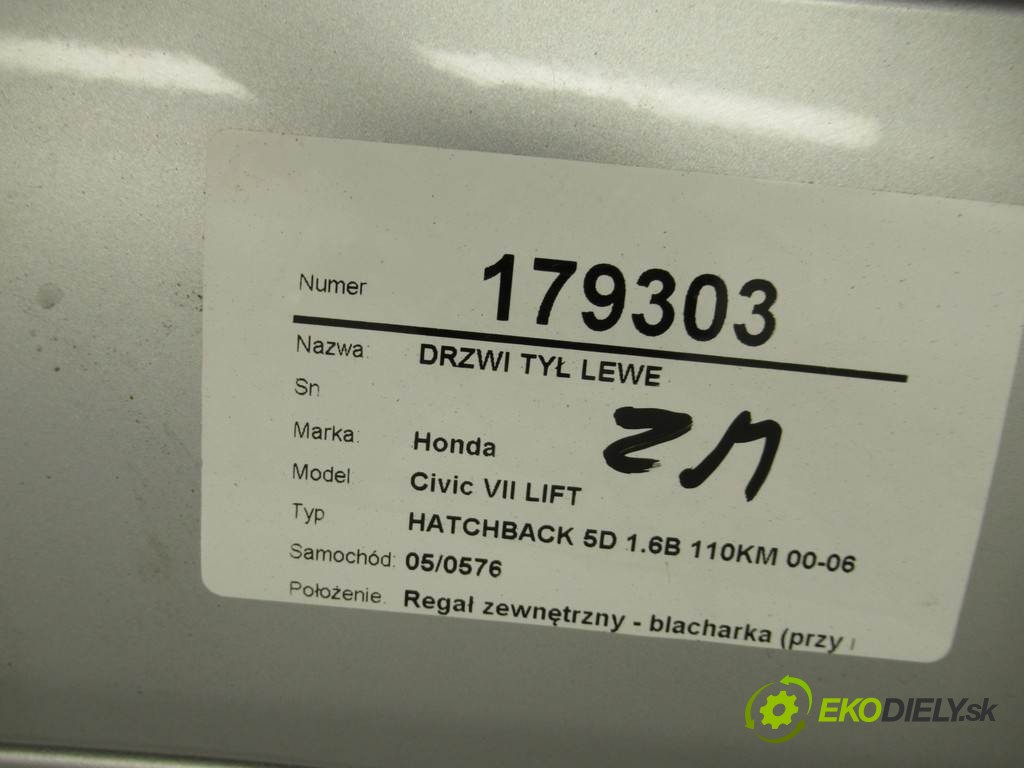 Numer 179303
Nazwa: DRZWI TYŁ LEWE
Sn
Marka: Honda
Model Civic VII LIFT
Typ HATCHBACK 5D 1.6B 110KM 00-06
Samochód: 05/0576
Położenie. Regał zewnętrzny - blacharka (przy
EKODIELY.sk